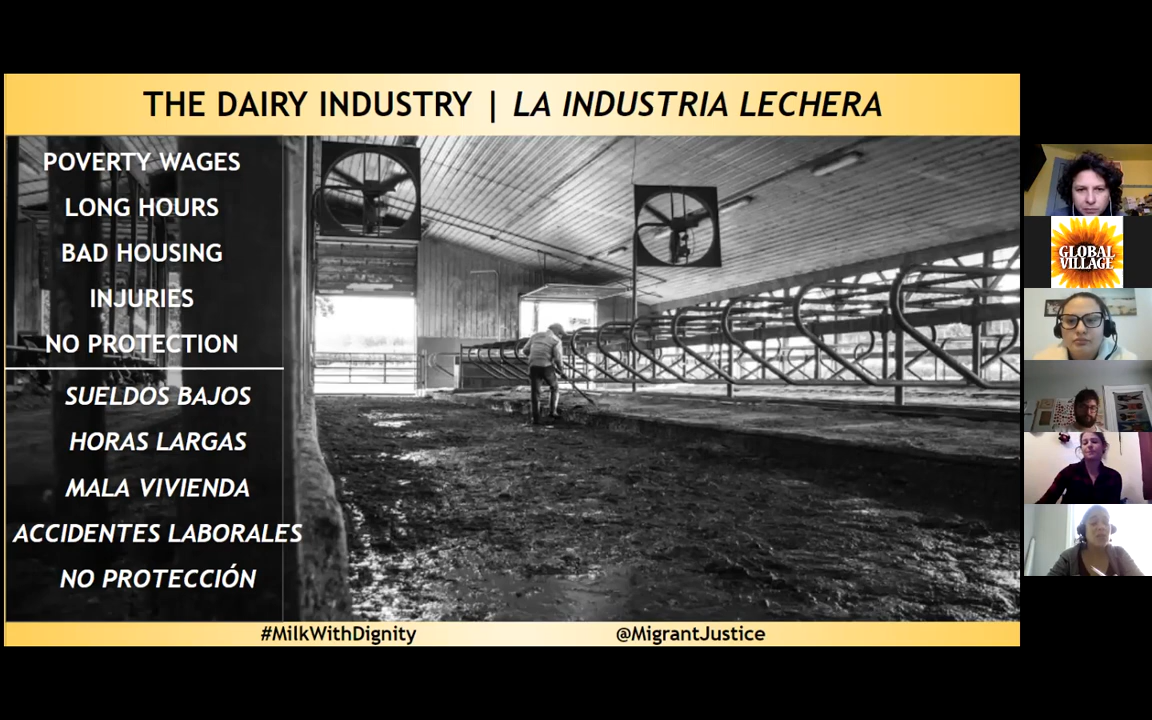 THE DAIRY INDUSTRY | LA INDUSTRIA LECHERA
POVERTY WAGES
LONG HOURS
BAD HOUSING
INJURIES
NO PROTECTION
SUELDOS BAJOS
HORAS LARGAS
MALA VIVIENDA
ACCIDENTES LABORALES
NO PROTECCIÓN
#MilkWithDignity
@MigrantJustice
GLOBAL
VILLAGE